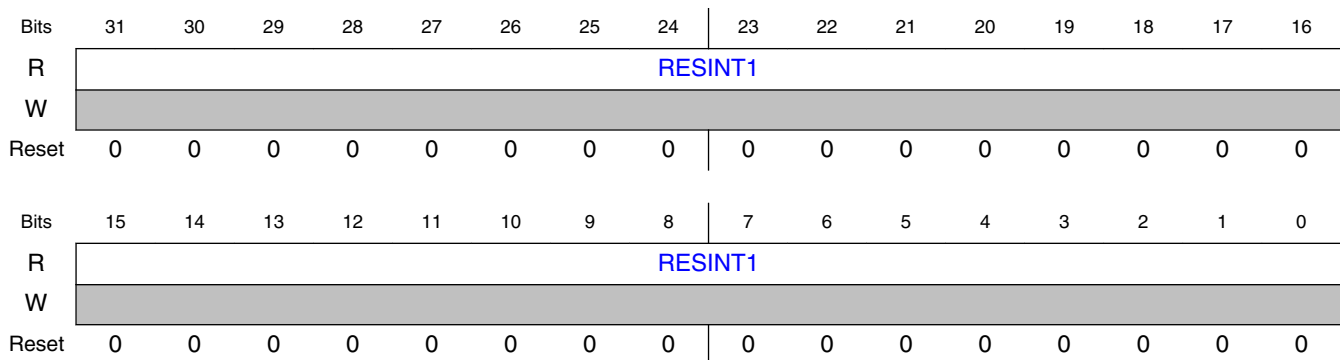 Bits 31 30 29 28 27 26 25 24 23 22 21 20 19 18 17 16
R RESINT1
W
Reset 0 0 0 0 0 0 0 0 0 0 0 0 0 0 0 0
Bits 15 14 13 12 11 10 9 8 7 6 5 4 3 2 1 0
R RESINT1
W
Reset 0 0 0 0 0 0 0 0 0 0 0 0 0 0 0 0